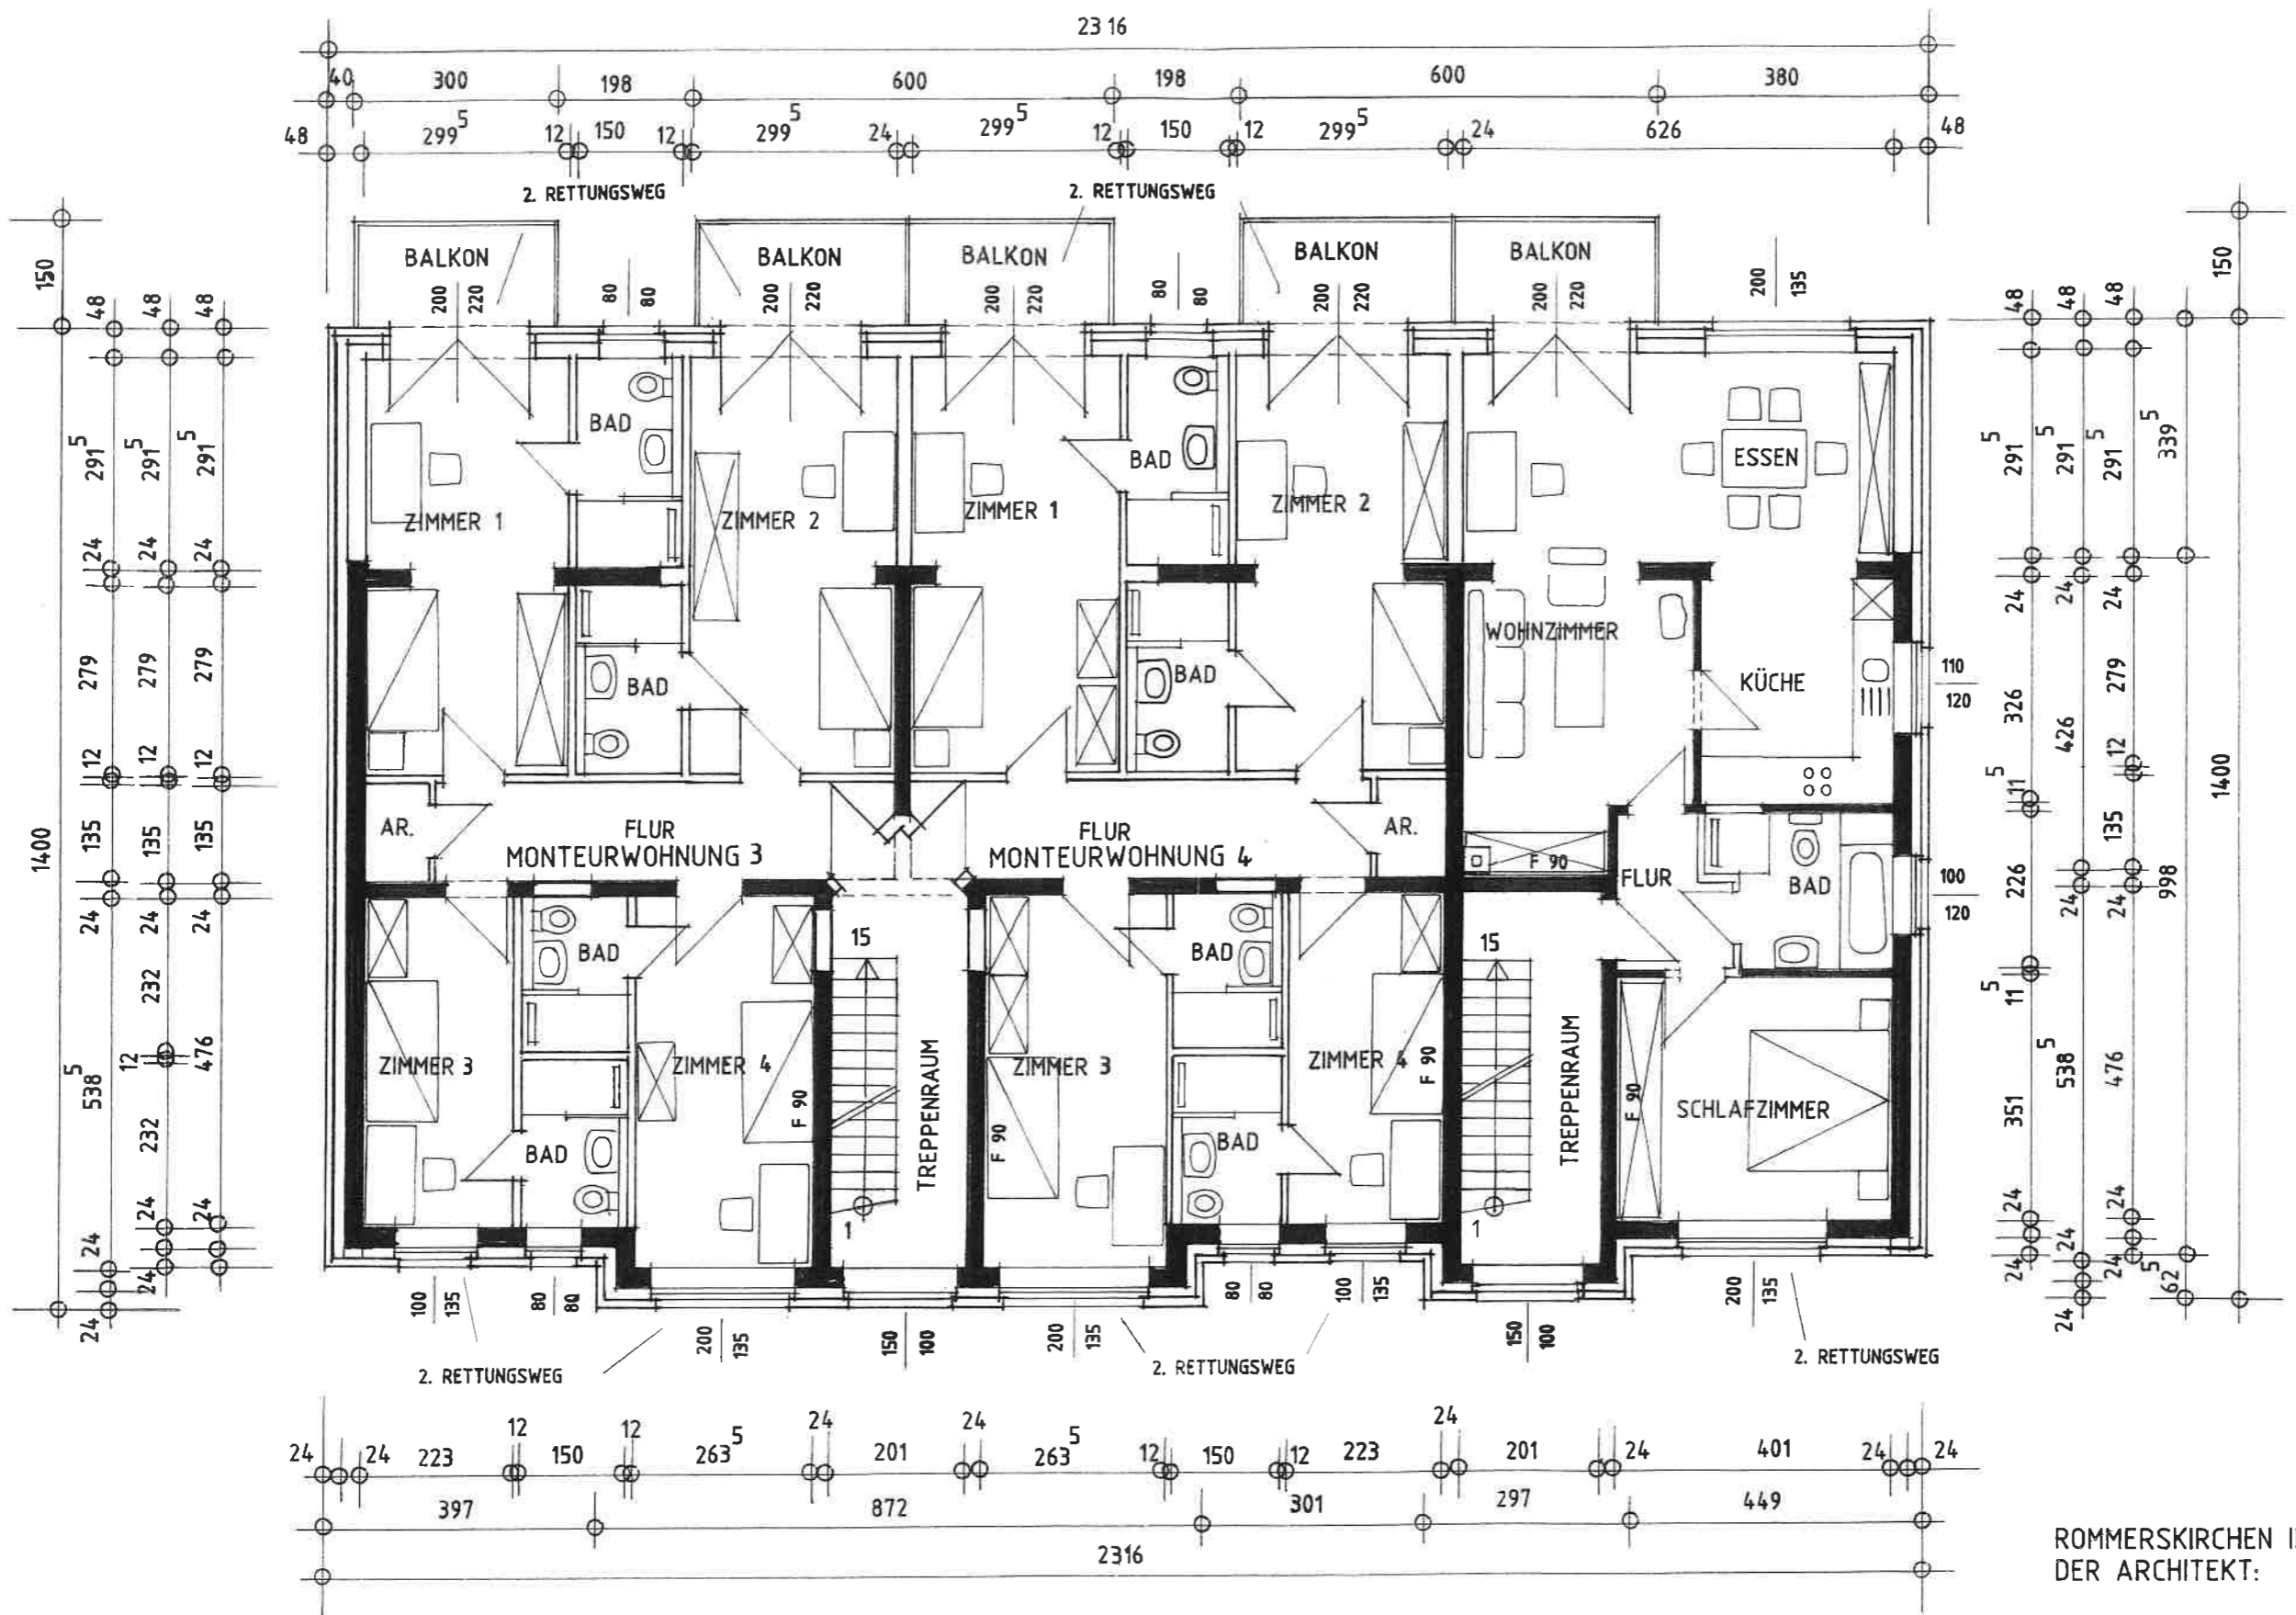 23 16
40 300 198 600 198 600 380
48 299⁵ 12 150 12 299⁵ 24 299⁵ 12 150 12 299⁵ 24 626 48
2. RETTUNGSWEG 2. RETTUNGSWEG
BALKON BALKON BALKON BALKON BALKON
200 220 80 80 200 220 200 220 80 80 200 220 200 220 200 135
150 48 48 48
291⁵ 291⁵ 291⁵
24 24 24
279 279 279
12 12 12
135 135 135
1400
24 24 24
232
538⁵ 12 476
232
24 24 24
24 24
48 48 48 150
291⁵ 291⁵ 291⁵ 339⁵
24 24 24
326 426 279
11⁵ 12
1400
226 135 998
24 24
11⁵
351 538⁵ 476
24 24 24
24 24 24 62⁵
BAD BAD ESSEN
ZIMMER 1 ZIMMER 2 ZIMMER 1 ZIMMER 2
WOHNZIMMER
BAD BAD KÜCHE 110
120
AR. FLUR FLUR AR.
MONTEURWOHNUNG 3 MONTEURWOHNUNG 4 F 90
FLUR BAD 100
120
15 15
BAD BAD
ZIMMER 3 ZIMMER 4 F 90 TREPPENRAUM ZIMMER 3 F 90 ZIMMER 4 F 90 TREPPENRAUM F 90 SCHLAFZIMMER
BAD BAD
1 1
100 135 80 80 200 135 150 100 200 135 80 80 100 135 150 100 200 135
2. RETTUNGSWEG 2. RETTUNGSWEG 2. RETTUNGSWEG
24 24 223 12 150 12 263⁵ 24 201 24 263⁵ 12 150 12 223 24 201 24 401 24 24
397 872 301 297 449
2316
ROMMERSKIRCHEN
DER ARCHITEKT: